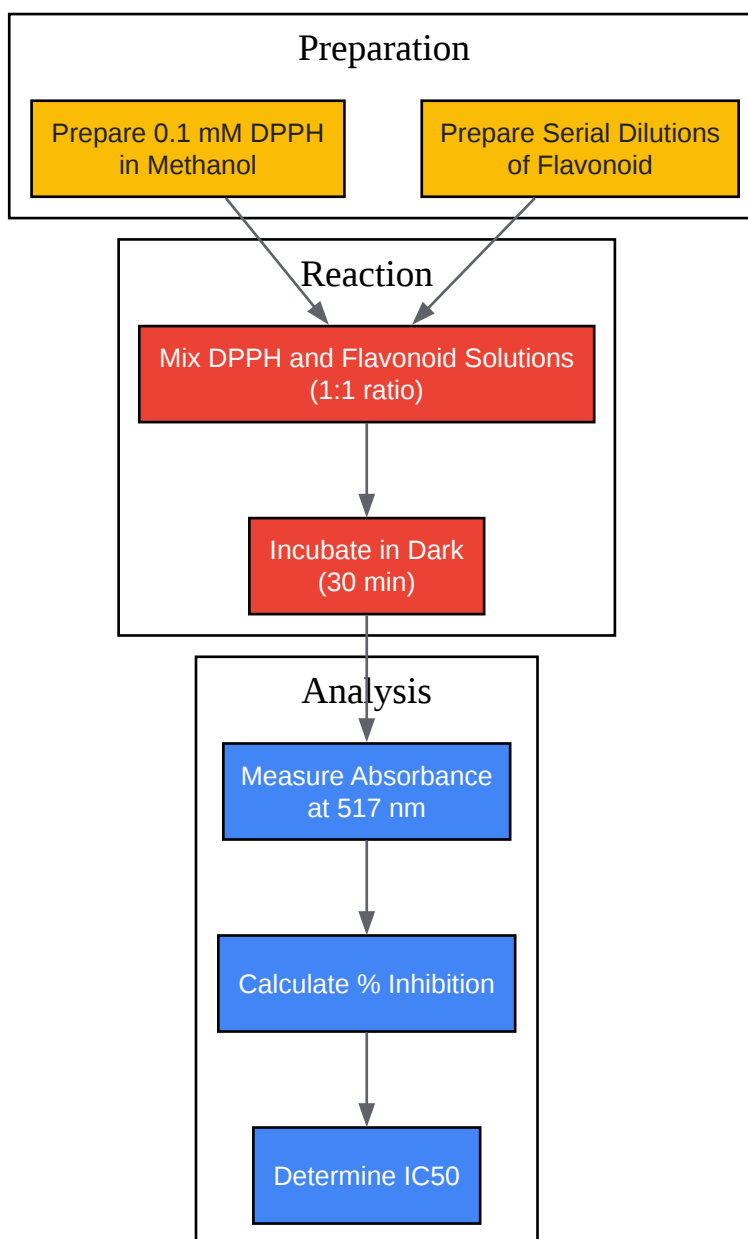 Preparation
Prepare 0.1 mM DPPH
in Methanol
Prepare Serial Dilutions
of Flavonoid
Reaction
Mix DPPH and Flavonoid Solutions
(1:1 ratio)
Incubate in Dark
(30 min)
Analysis
Measure Absorbance
at 517 nm
Calculate % Inhibition
Determine IC50